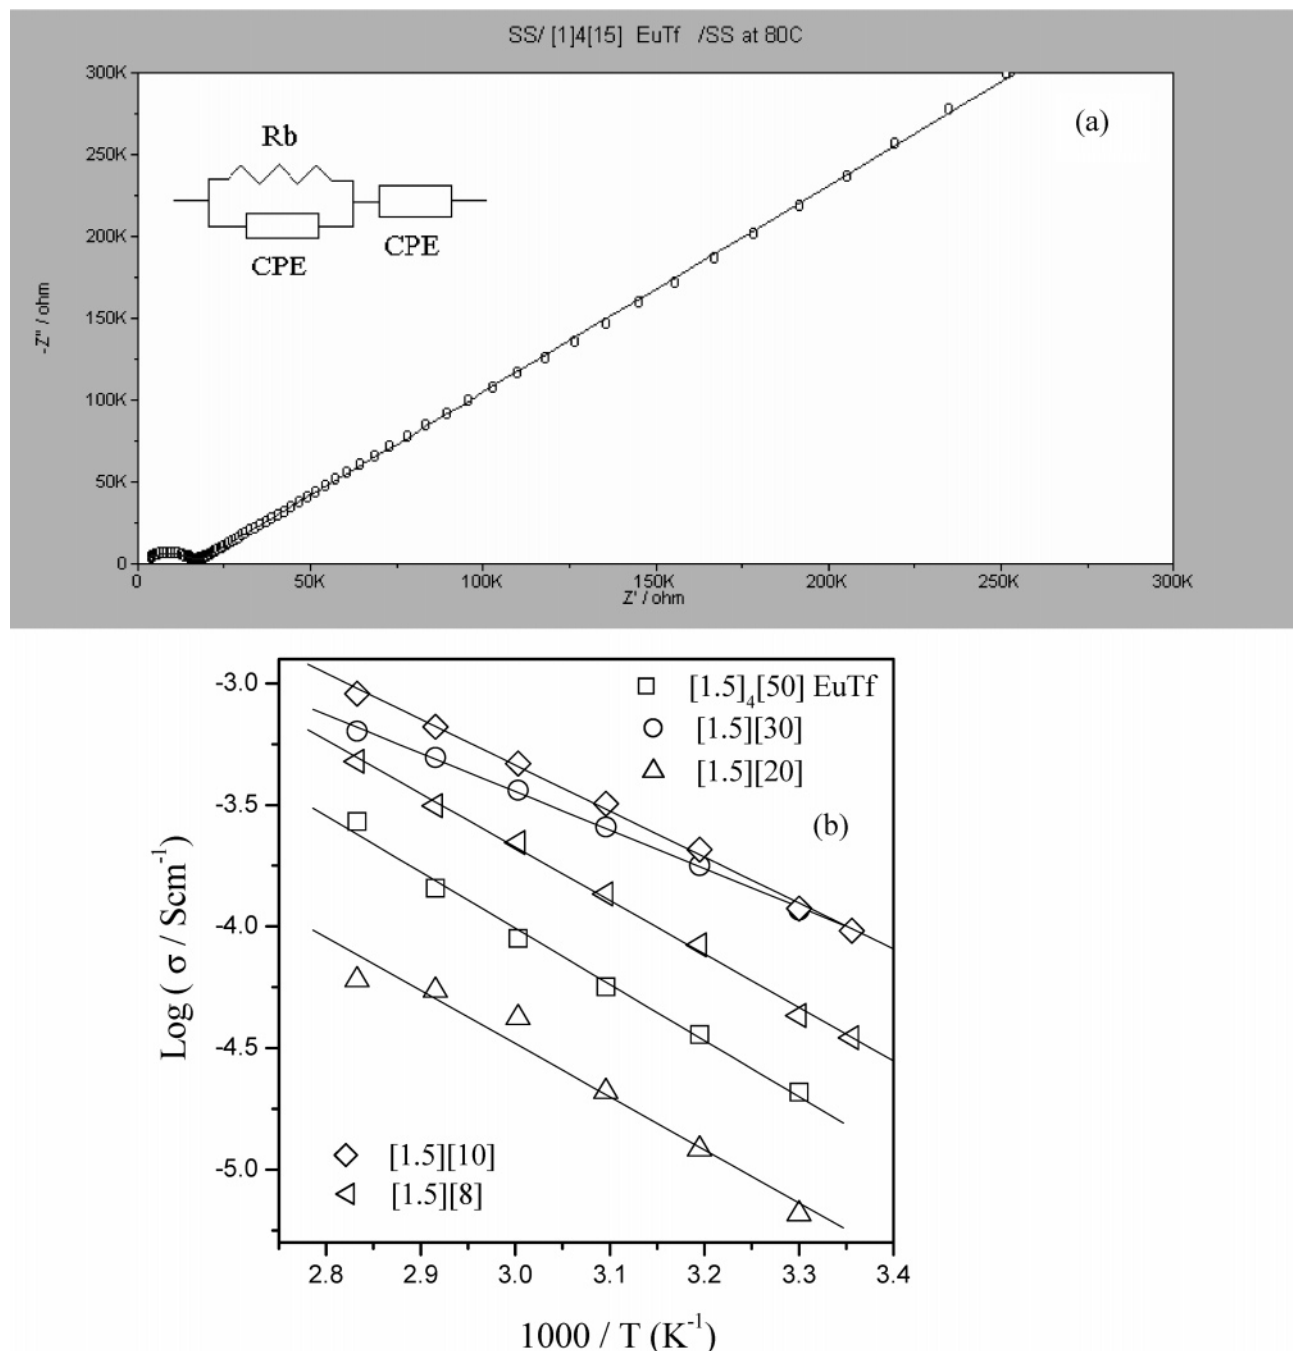 SS/ [1]4[15] EuTf /SS at 80C
300K
(a)
Rb
250K
200K
CPE
CPE
-Z" / ohm
150K
100K
50K
0
0
50K
100K
150K
200K
250K
300K
Z' / ohm
-3.0
[1.5]4[50] EuTf
[1.5][30]
[1.5][20]
-3.5
(b)
Log ( σ / Scm-1)
-4.0
-4.5
[1.5][10]
-5.0
[1.5][8]
2.8 2.9 3.0 3.1 3.2 3.3 3.4
1000 / T (K-1)